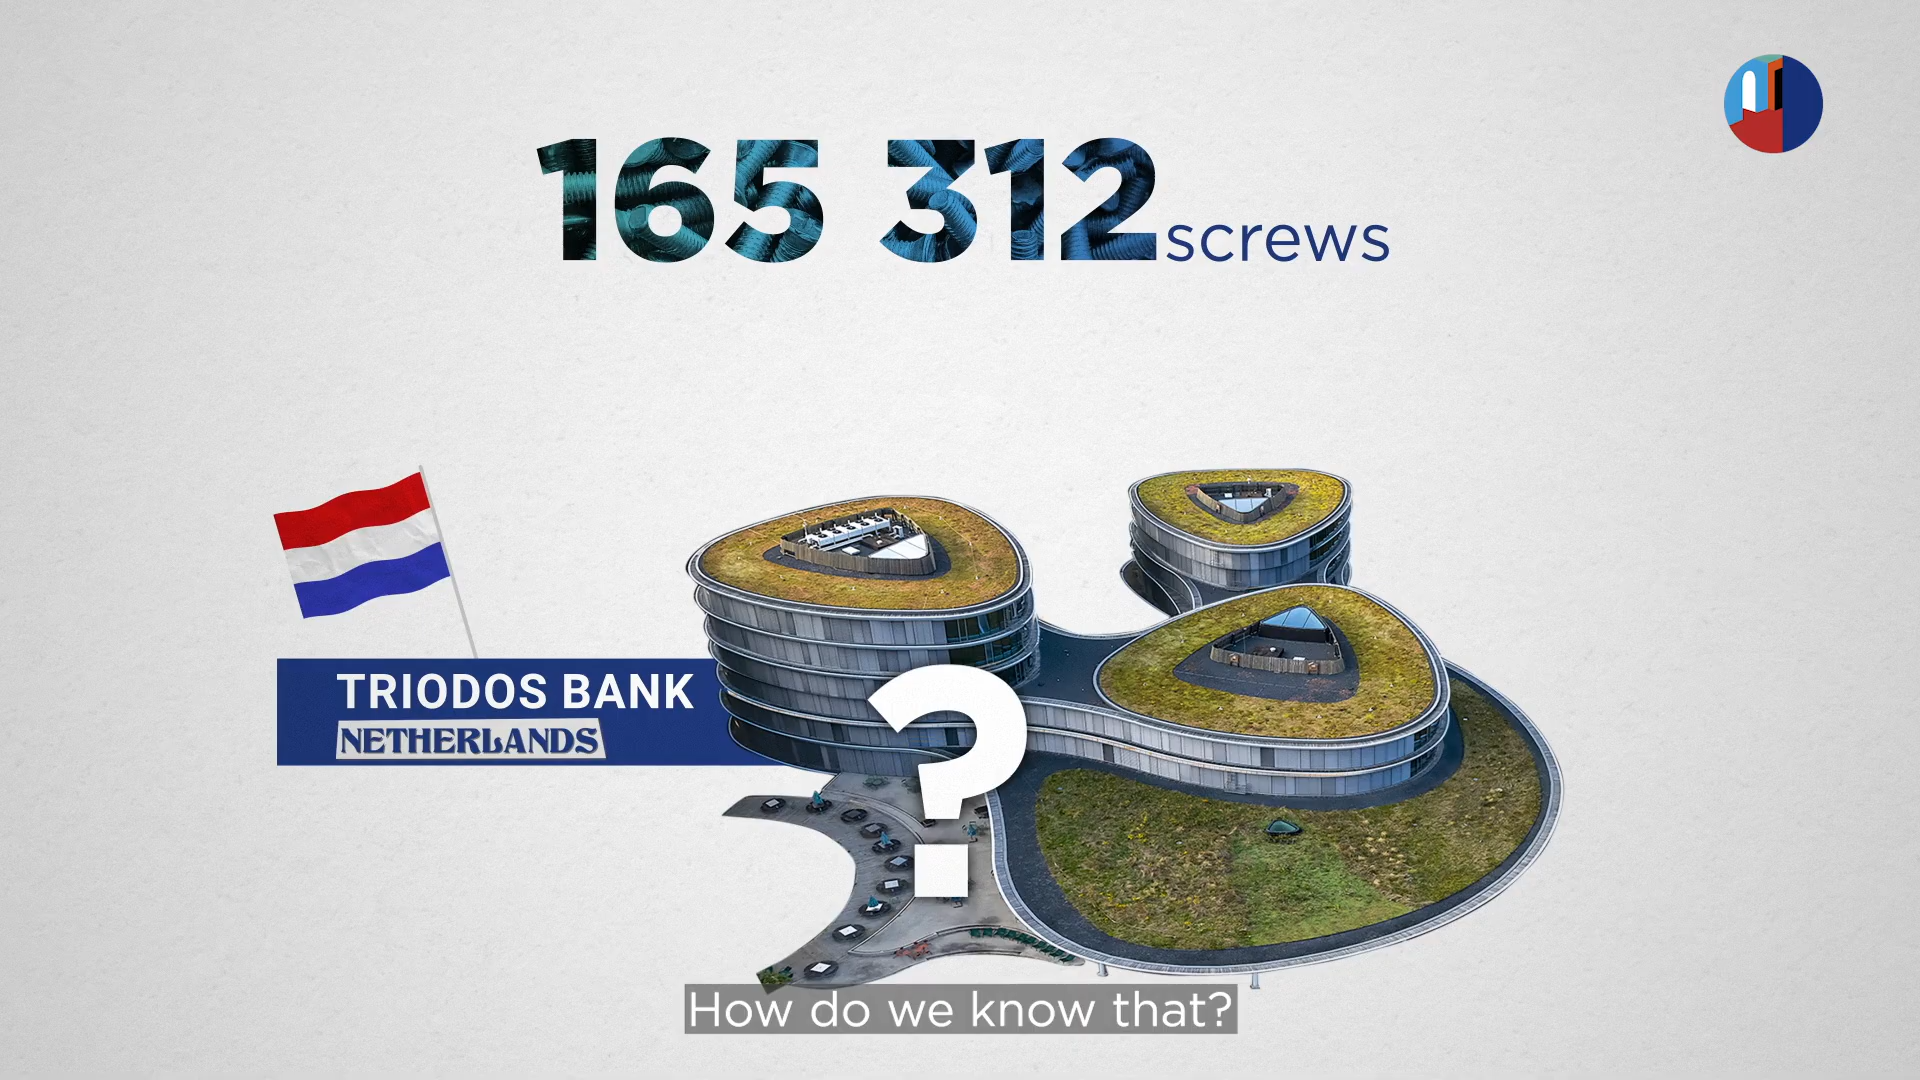 165 312 screws
TRIODOS BANK
NETHERLANDS
?
How do we know that?